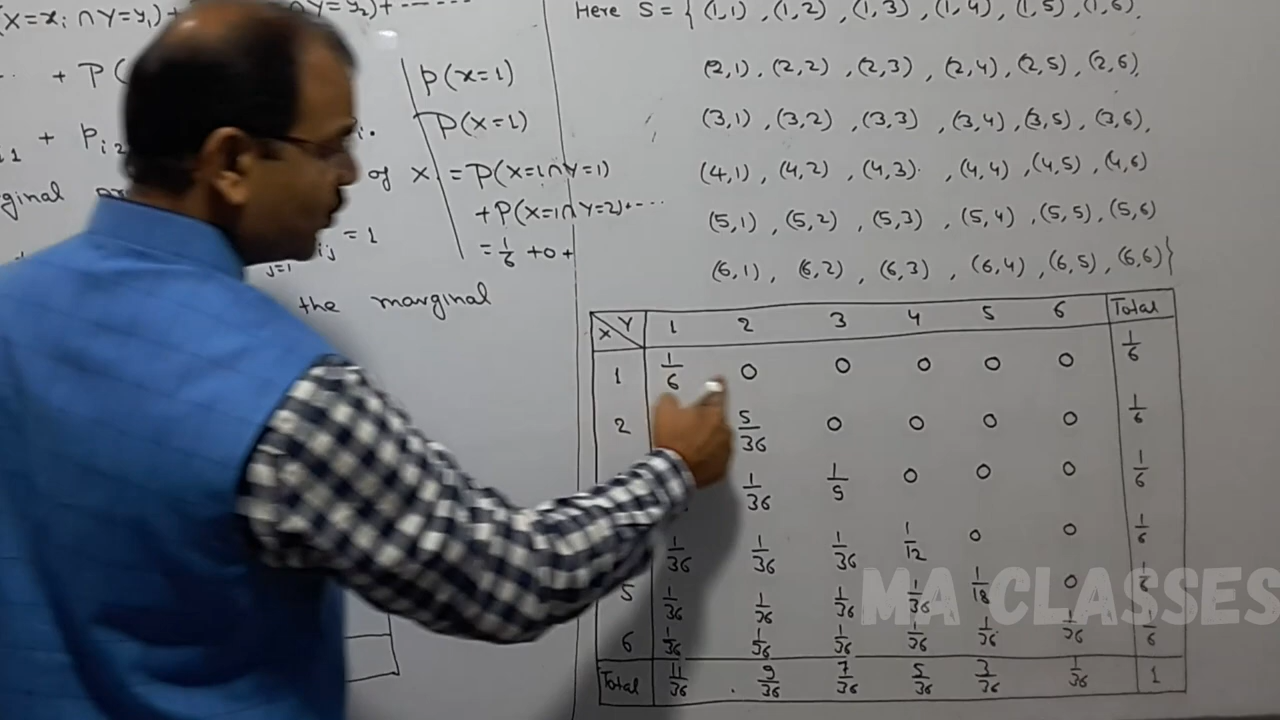 (X=xi ∩ Y=y1) + ∩ Y=y2) + ------
+ P(
i1 + Pi2 i.
rginal of X
ij = 1
j=1
the marginal
P(X=1)
P(X=1)
= P(X=1 ∩ Y=1)
+ P(X=1 ∩ Y=2) + ---
= 1/6 + 0 +
Here S = { (1,1) , (1,2) , (1,3) , (1,4) , (1,5) , (1,6) ,
(2,1) , (2,2) , (2,3) , (2,4) , (2,5) , (2,6) ,
(3,1) , (3,2) , (3,3) , (3,4) , (3,5) , (3,6) ,
(4,1) , (4,2) , (4,3) , (4,4) , (4,5) , (4,6)
(5,1) , (5,2) , (5,3) , (5,4) , (5,5) , (5,6)
(6,1) , (6,2) , (6,3) , (6,4) , (6,5) , (6,6) }
X Y 1 2 3 4 5 6 Total
1 1/6 0 0 0 0 0 1/6
2 5/36 0 0 0 0 1/6
1/36 1/5 0 0 0 1/6
1/36 1/36 1/36 1/12 0 0 1/6
5 1/36 1/36 1/36 1/36 1/18 0 1/6
6 1/36 1/36 1/36 1/36 1/36 1/36 1/6
Total 11/36 9/36 7/36 5/36 3/36 1/36 1
MA CLASSES